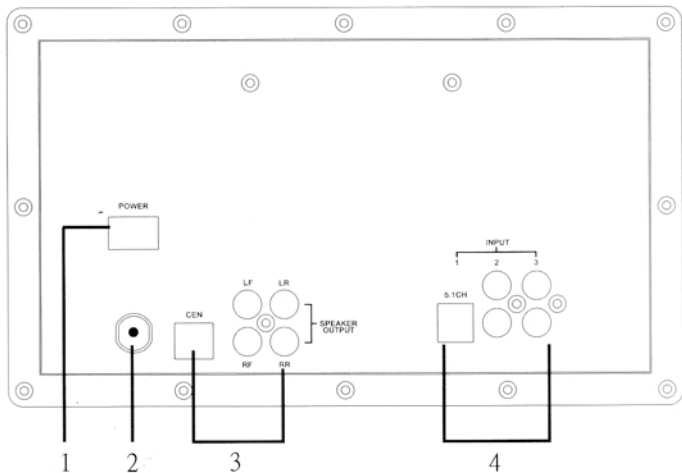 POWER
INPUT
1 2 3
5.1CH
LF LR
CEN
SPEAKER
OUTPUT
RF RR
1 2 3 4